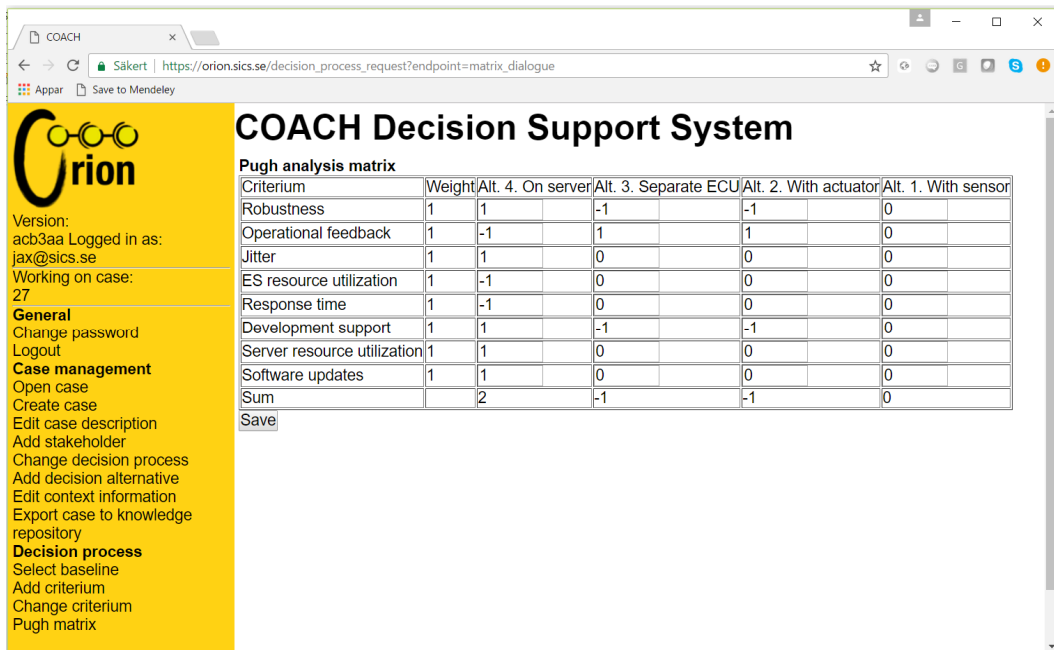 COACH
Säkert | https://orion.sics.se/decision_process_request?endpoint=matrix_dialogue
Appar Save to Mendeley
Orion
Version:
acb3aa Logged in as:
jax@sics.se
Working on case:
27
General
Change password
Logout
Case management
Open case
Create case
Edit case description
Add stakeholder
Change decision process
Add decision alternative
Edit context information
Export case to knowledge
repository
Decision process
Select baseline
Add criterium
Change criterium
Pugh matrix
COACH Decision Support System
Pugh analysis matrix
Criterium Weight Alt. 4. On server Alt. 3. Separate ECU Alt. 2. With actuator Alt. 1. With sensor
Robustness 1 1 -1 -1 0
Operational feedback 1 -1 1 1 0
Jitter 1 1 0 0 0
ES resource utilization 1 -1 0 0 0
Response time 1 -1 0 0 0
Development support 1 1 -1 -1 0
Server resource utilization 1 1 0 0 0
Software updates 1 1 0 0 0
Sum 2 -1 -1 0
Save